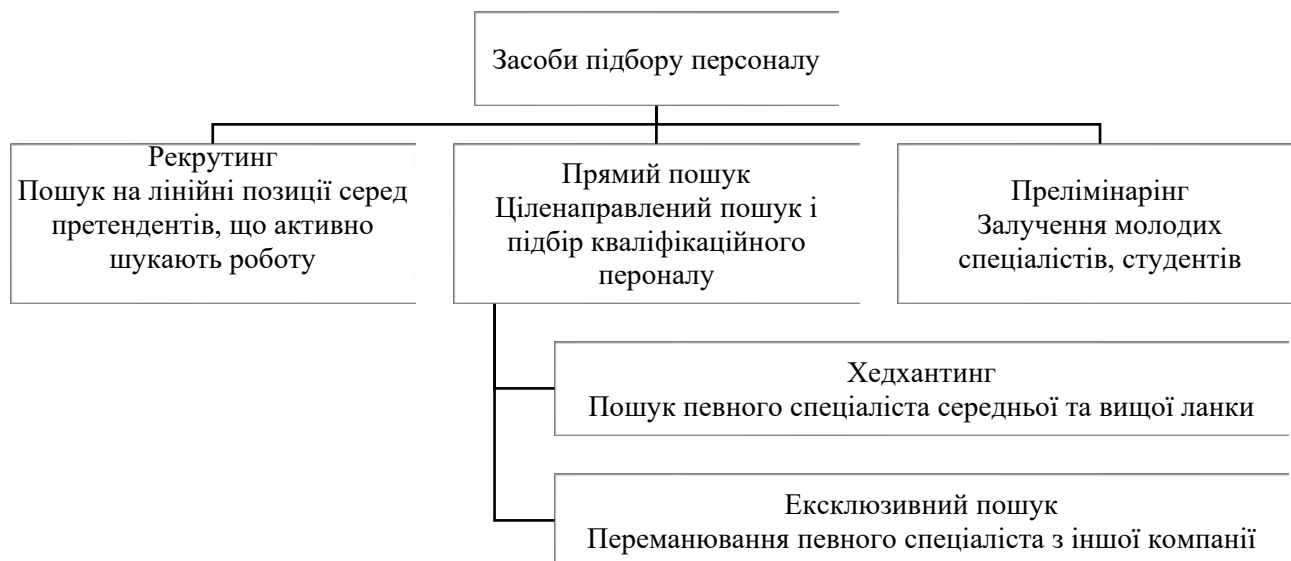 Засоби підбору персоналу
Рекрутинг
Пошук на лінійні позиції серед
претендентів, що активно
шукають роботу
Прямий пошук
Ціленаправлений пошук і
підбір кваліфікаційного
пероналу
Прелімінарінг
Залучення молодих
спеціалістів, студентів
Хедхантинг
Пошук певного спеціаліста середньої та вищої ланки
Ексклюзивний пошук
Переманювання певного спеціаліста з іншої компанії